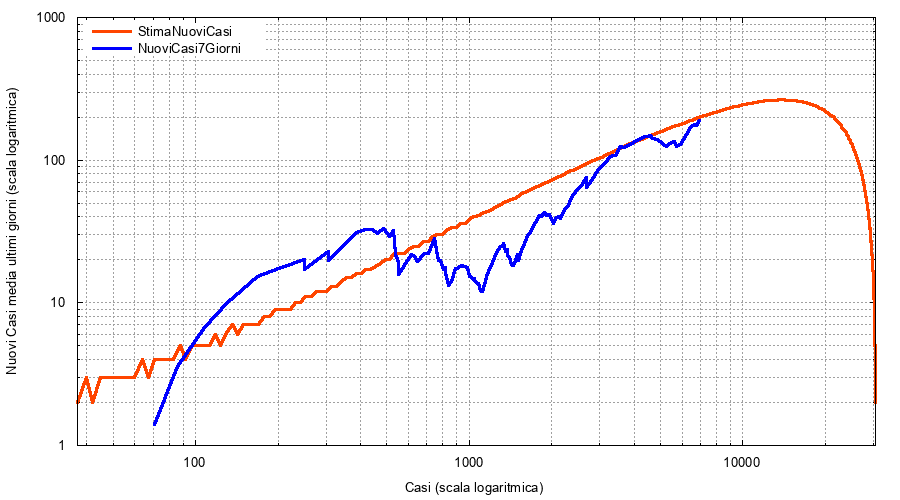 1000
StimaNuoviCasi
NuoviCasi7Giorni
100
10
1
100
1000
10000
Nuovi Casi media ultimi giorni (scala logaritmica)
Casi (scala logaritmica)